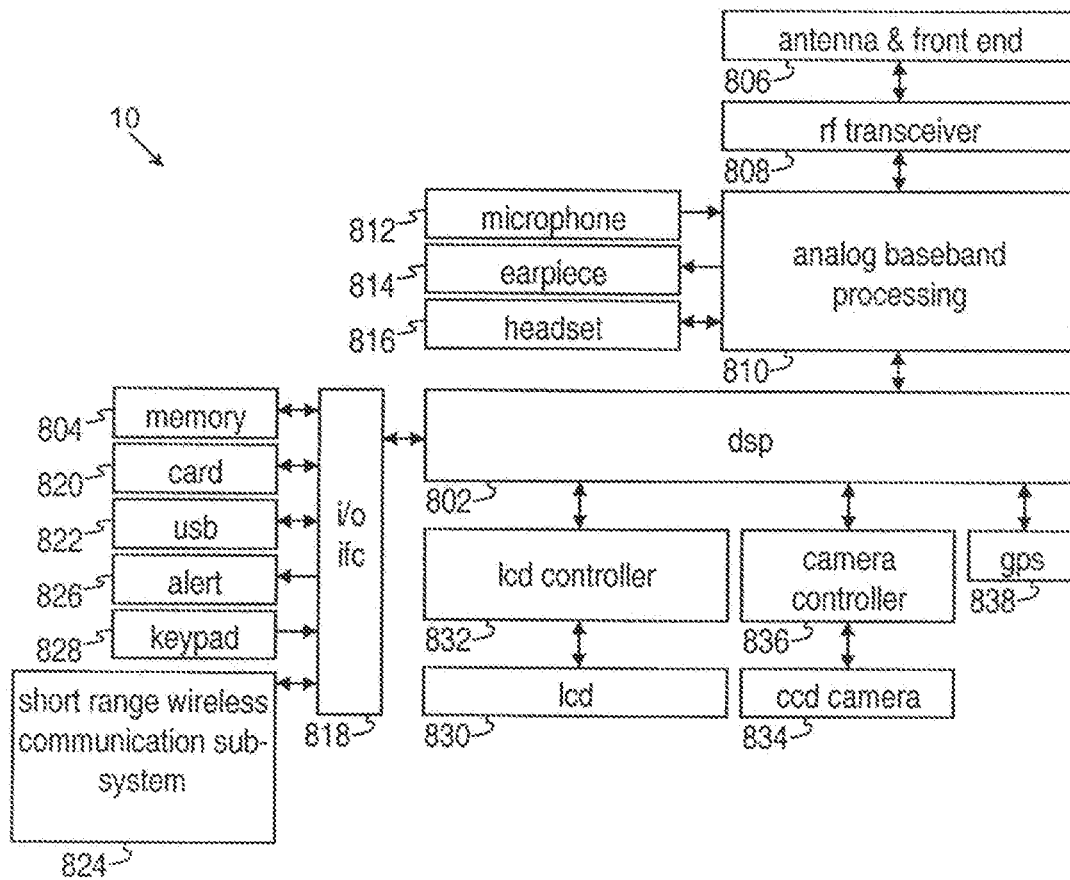 antenna & front end
806
10
rf transceiver
808
812
microphone
814
earpiece
816
headset
analog baseband
processing
810
804
memory
820
card
822
usb
826
alert
828
keypad
short range wireless
communication sub-
system
824
i/o
ifc
818
dsp
802
lcd controller
832
lcd
830
camera
controller
836
ccd camera
834
gps
838